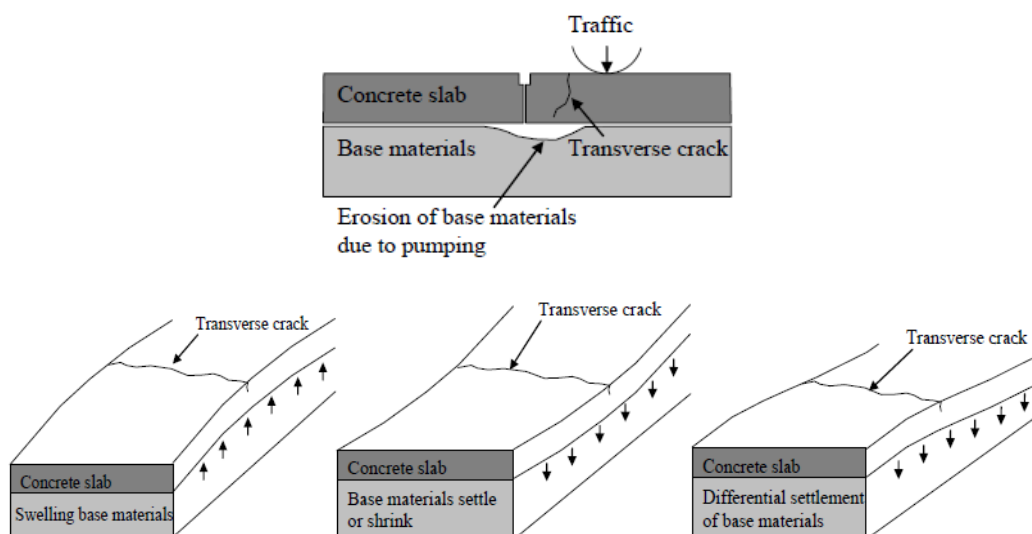 Traffic
Concrete slab
Base materials
Transverse crack
Erosion of base materials
due to pumping
Transverse crack
Concrete slab
Swelling base materials
Transverse crack
Concrete slab
Base materials settle
or shrink
Transverse crack
Concrete slab
Differential settlement
of base materials